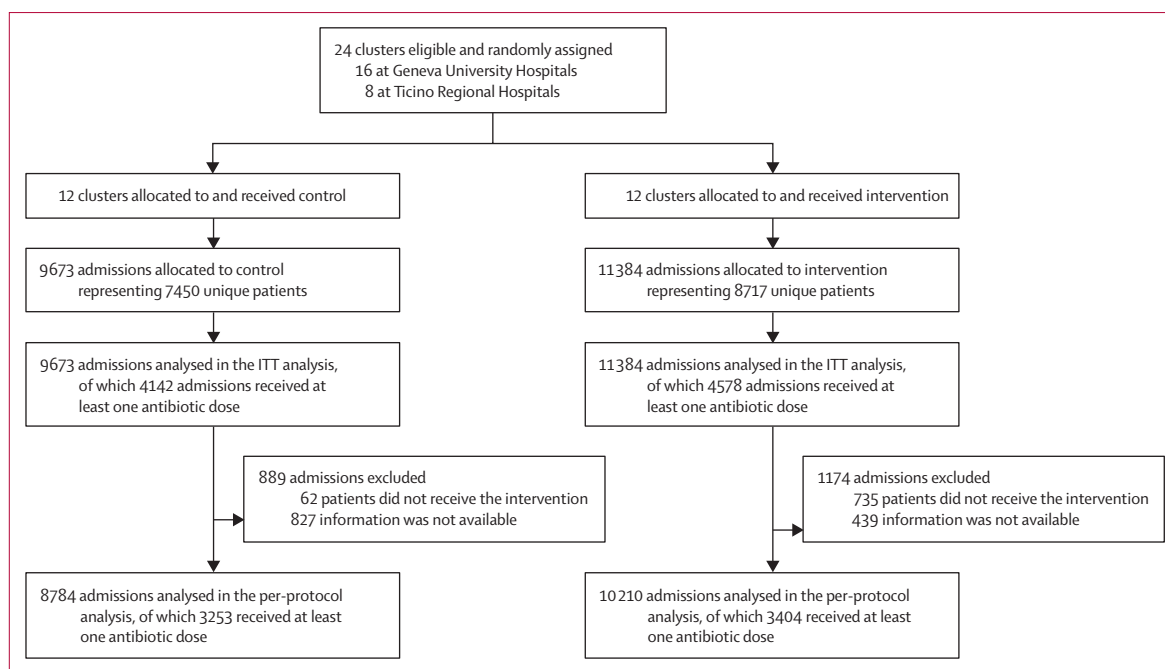 24 clusters eligible and randomly assigned
16 at Geneva University Hospitals
8 at Ticino Regional Hospitals
12 clusters allocated to and received control
12 clusters allocated to and received intervention
9673 admissions allocated to control
representing 7450 unique patients
11 384 admissions allocated to intervention
representing 8717 unique patients
9673 admissions analysed in the ITT analysis,
of which 4142 admissions received at
least one antibiotic dose
11 384 admissions analysed in the ITT analysis,
of which 4578 admissions received at
least one antibiotic dose
889 admissions excluded
62 patients did not receive the intervention
827 information was not available
1174 admissions excluded
735 patients did not receive the intervention
439 information was not available
8784 admissions analysed in the per-protocol
analysis, of which 3253 received at least
one antibiotic dose
10 210 admissions analysed in the per-protocol
analysis, of which 3404 received at least
one antibiotic dose